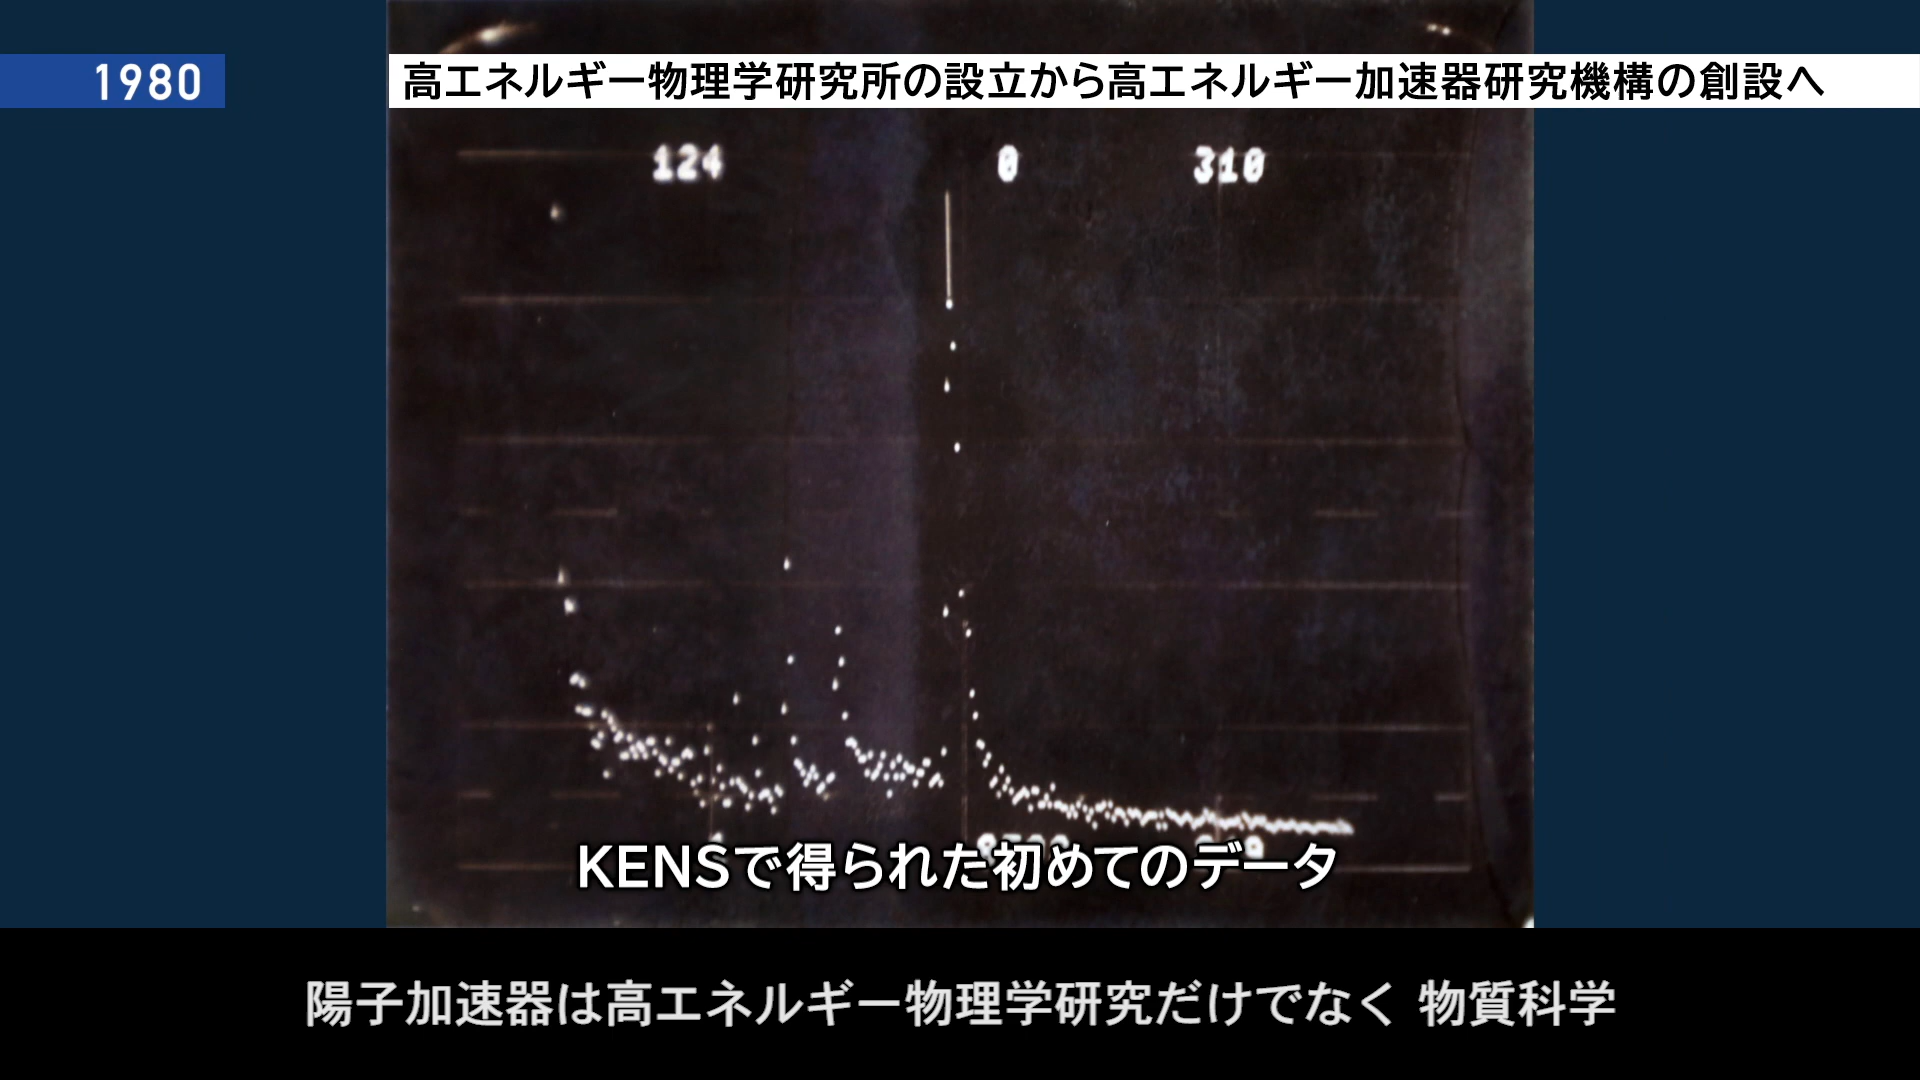 1980
高エネルギー物理学研究所の設立から高エネルギー加速器研究機構の創設へ
124 0 310
KENSで得られた初めてのデータ
陽子加速器は高エネルギー物理学研究だけでなく 物質科学